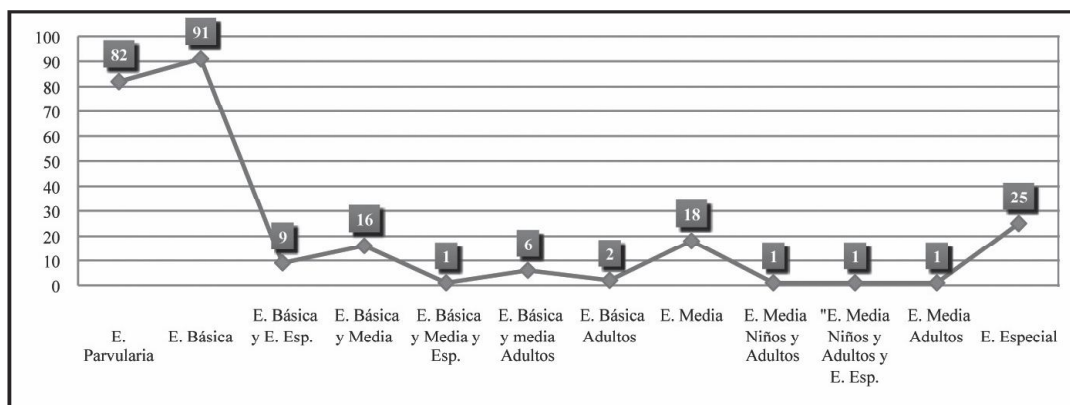 100
90
80
70
60
50
40
30
20
10
0
82
91
9
16
1
6
2
18
1
1
1
25
E.
Parvularia
E. Básica
E. Básica
y E. Esp.
E. Básica
y Media
E. Básica
y Media y
Esp.
E. Básica
y media
Adultos
E. Básica
Adultos
E. Media
E. Media
Niños y
Adultos
"E. Media
Niños y
Adultos y
E. Esp.
E. Media
Adultos
E. Especial